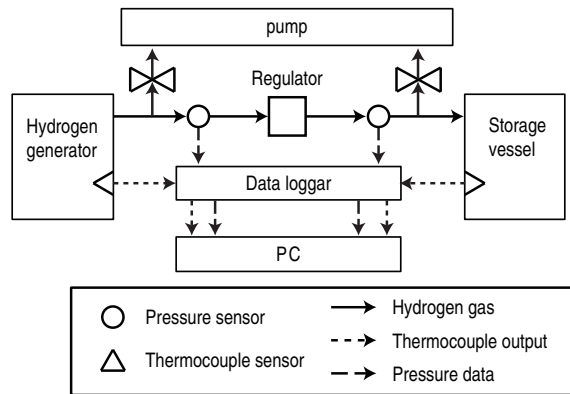 pump
Regulator
Hydrogen
generator
Storage
vessel
Data loggar
PC
Pressure sensor
Thermocouple sensor
Hydrogen gas
Thermocouple output
Pressure data